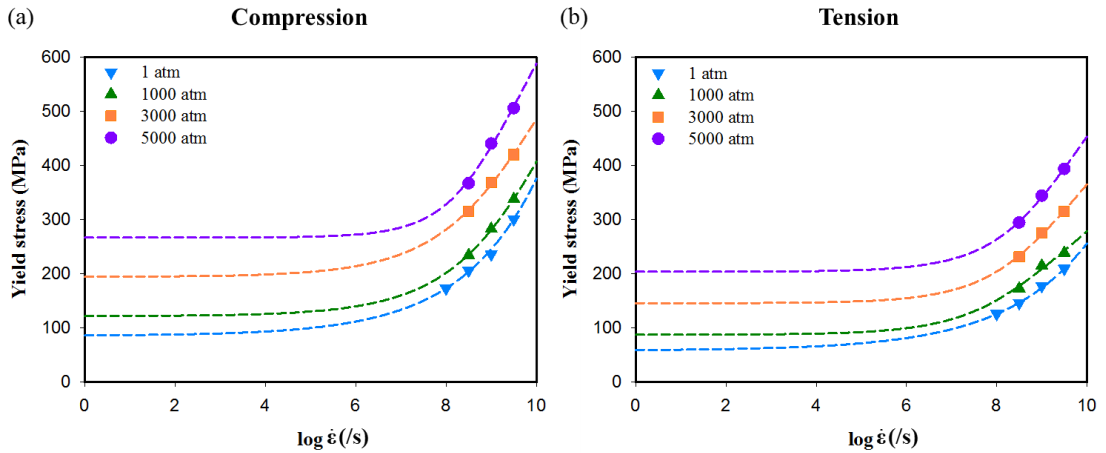 (a)
Compression
Yield stress (MPa)
600
500
400
300
200
100
0
1 atm
1000 atm
3000 atm
5000 atm
0 2 4 6 8 10
log ε̇ (/s)
(b)
Tension
Yield stress (MPa)
600
500
400
300
200
100
0
1 atm
1000 atm
3000 atm
5000 atm
0 2 4 6 8 10
log ε̇ (/s)